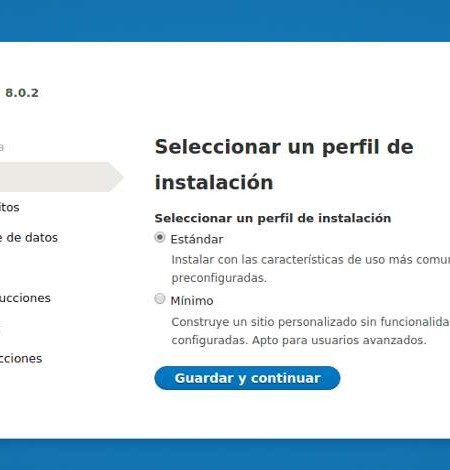 8.0.2
a
Seleccionar un perfil de
instalación
itos
Seleccionar un perfil de instalación
e de datos
Estándar
Instalar con las características de uso más comu
preconfiguradas.
ucciones
Mínimo
Construye un sitio personalizado sin funcionalida
configuradas. Apto para usuarios avanzados.
cciones
Guardar y continuar